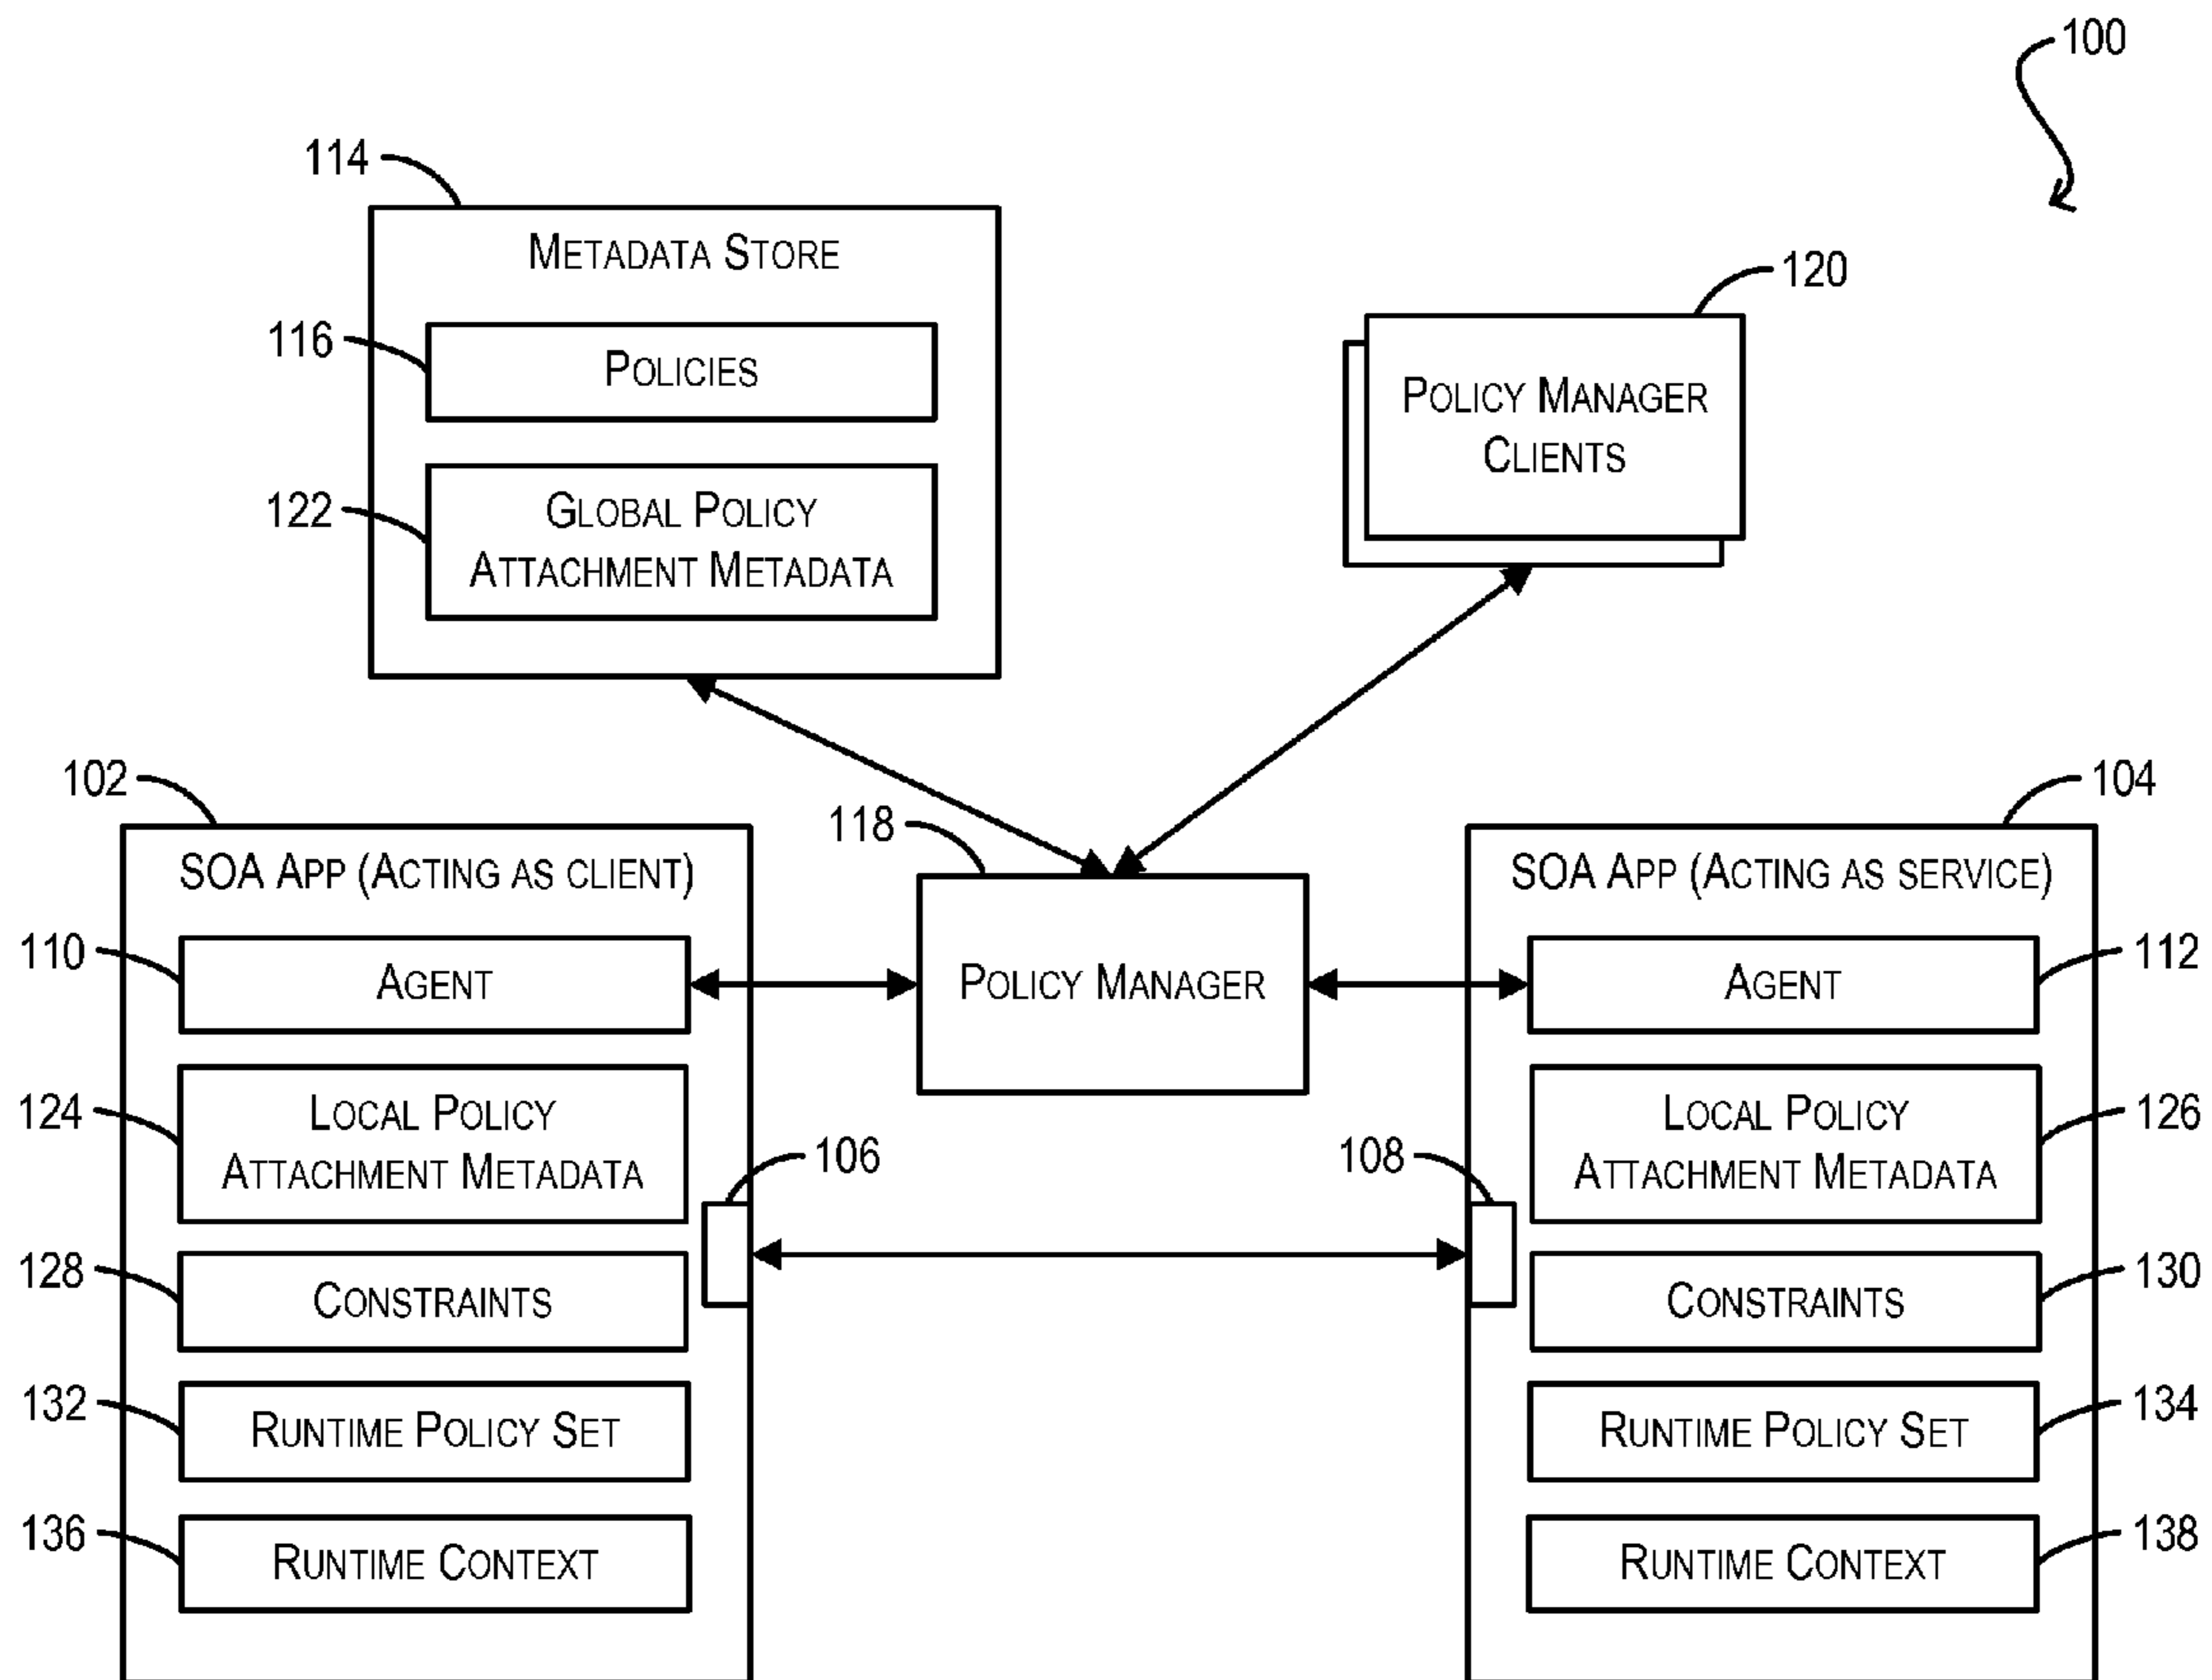 100
114
METADATA STORE
116
POLICIES
122
GLOBAL POLICY
ATTACHMENT METADATA
120
POLICY MANAGER
CLIENTS
102
SOA APP (ACTING AS CLIENT)
110
AGENT
124
LOCAL POLICY
ATTACHMENT METADATA
106
128
CONSTRAINTS
132
RUNTIME POLICY SET
136
RUNTIME CONTEXT
118
POLICY MANAGER
104
SOA APP (ACTING AS SERVICE)
112
AGENT
126
LOCAL POLICY
ATTACHMENT METADATA
108
130
CONSTRAINTS
134
RUNTIME POLICY SET
138
RUNTIME CONTEXT